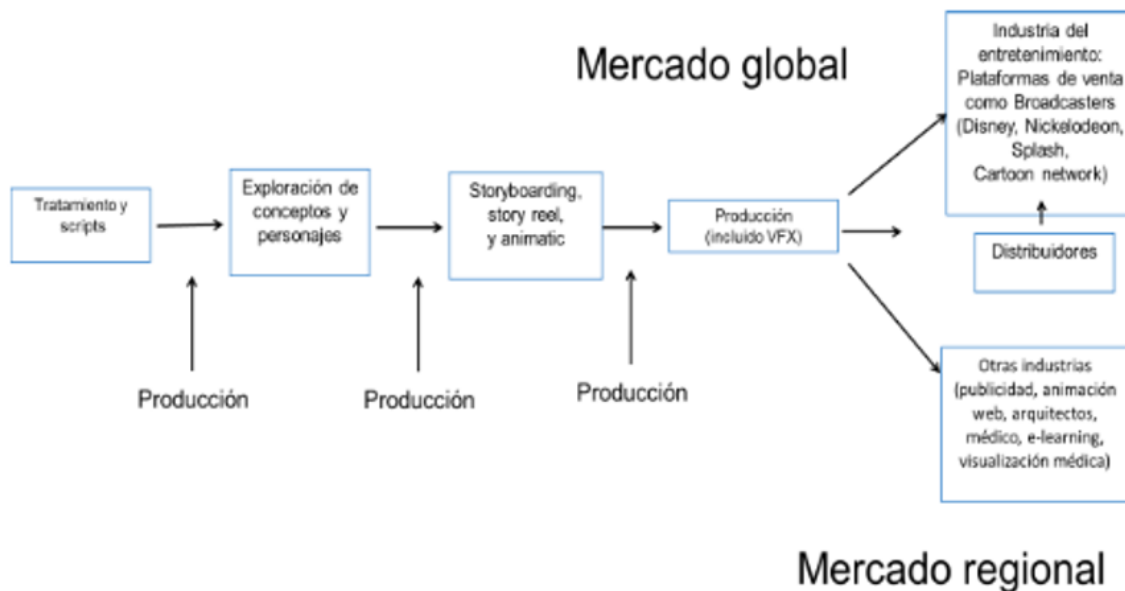 Mercado global
Industria del
entretenimiento:
Plataformas de venta
como Broadcasters
(Disney, Nickelodeon,
Splash,
Cartoon network)
Tratamiento y
scripts
Exploración de
conceptos y
personajes
Storyboarding,
story reel,
y animatic
Producción
(incluido VFX)
Distribuidores
Producción
Producción
Producción
Otras industrias
(publicidad, animación
web, arquitectos,
médico, e-learning,
visualización médica)
Mercado regional